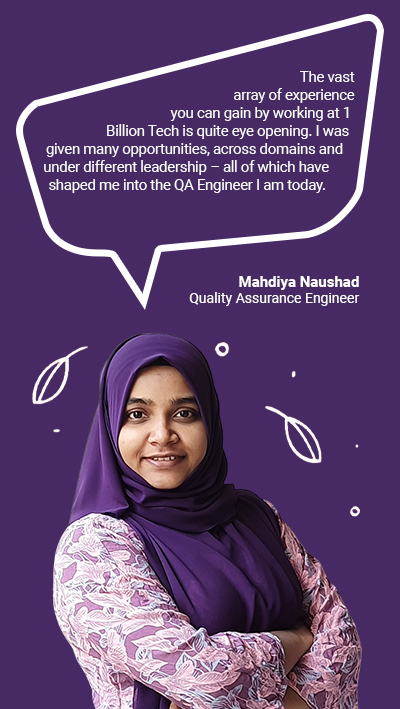 The vast
array of experience
you can gain by working at 1
Billion Tech is quite eye opening. I was
given many opportunities, across domains and
under different leadership – all of which have
shaped me into the QA Engineer I am today.
Mahdiya Naushad
Quality Assurance Engineer